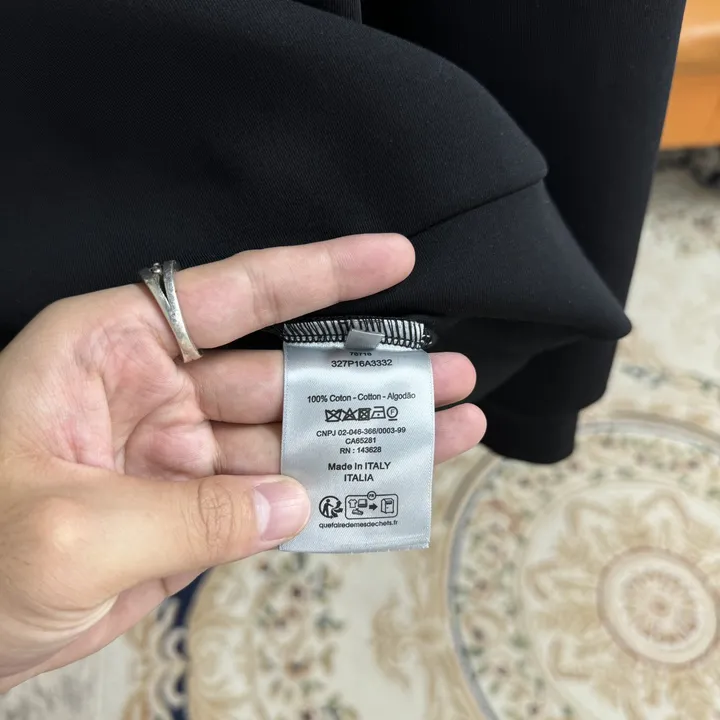 327P16A3332
100% Coton - Cotton - Algodão
CNPJ 02-046-366/0003-99
CA65281
RN : 143628
Made in ITALY
ITALIA
FR
quefairedemesdechets.fr